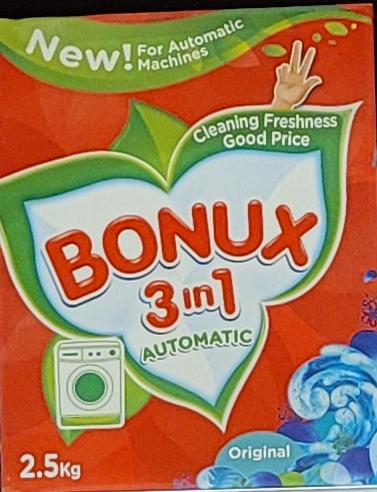 New! For Automatic
Machines
Cleaning Freshness
Good Price
BONUX
3 in 1
AUTOMATIC
Original
2.5Kg